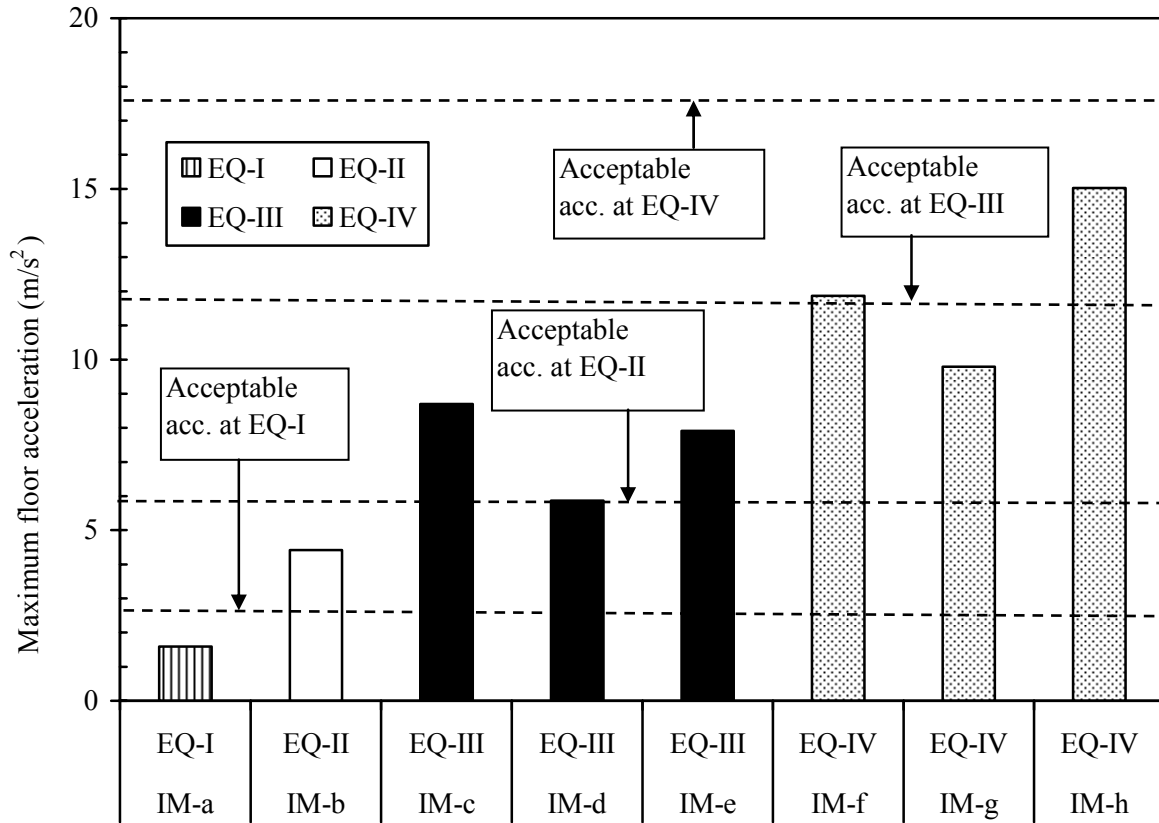 20
15
10
5
0
Maximum floor acceleration (m/s²)
EQ-I EQ-II
EQ-III EQ-IV
Acceptable
acc. at EQ-IV
Acceptable
acc. at EQ-III
Acceptable
acc. at EQ-II
Acceptable
acc. at EQ-I
EQ-I EQ-II EQ-III EQ-III EQ-III EQ-IV EQ-IV EQ-IV
IM-a IM-b IM-c IM-d IM-e IM-f IM-g IM-h